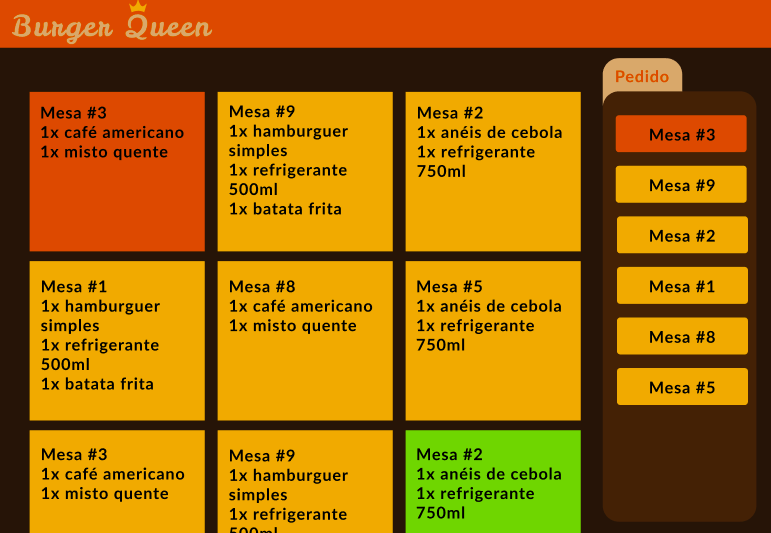 Burger Queen
Pedido
Mesa #3
1x café americano
1x misto quente
Mesa #9
1x hamburguer
simples
1x refrigerante
500ml
1x batata frita
Mesa #2
1x anéis de cebola
1x refrigerante
750ml
Mesa #1
1x hamburguer
simples
1x refrigerante
500ml
1x batata frita
Mesa #8
1x café americano
1x misto quente
Mesa #5
1x anéis de cebola
1x refrigerante
750ml
Mesa #3
1x café americano
1x misto quente
Mesa #9
1x hamburguer
simples
1x refrigerante
500ml
Mesa #2
1x anéis de cebola
1x refrigerante
750ml
Mesa #3
Mesa #9
Mesa #2
Mesa #1
Mesa #8
Mesa #5